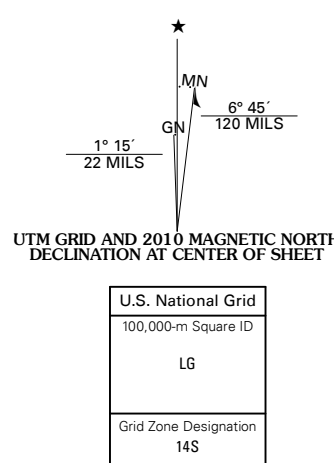 ★
MN
GN
6° 45´
120 MILS
1° 15´
22 MILS
UTM GRID AND 2010 MAGNETIC NORTH
DECLINATION AT CENTER OF SHEET
U.S. National Grid
100,000-m Square ID
LG
Grid Zone Designation
14S